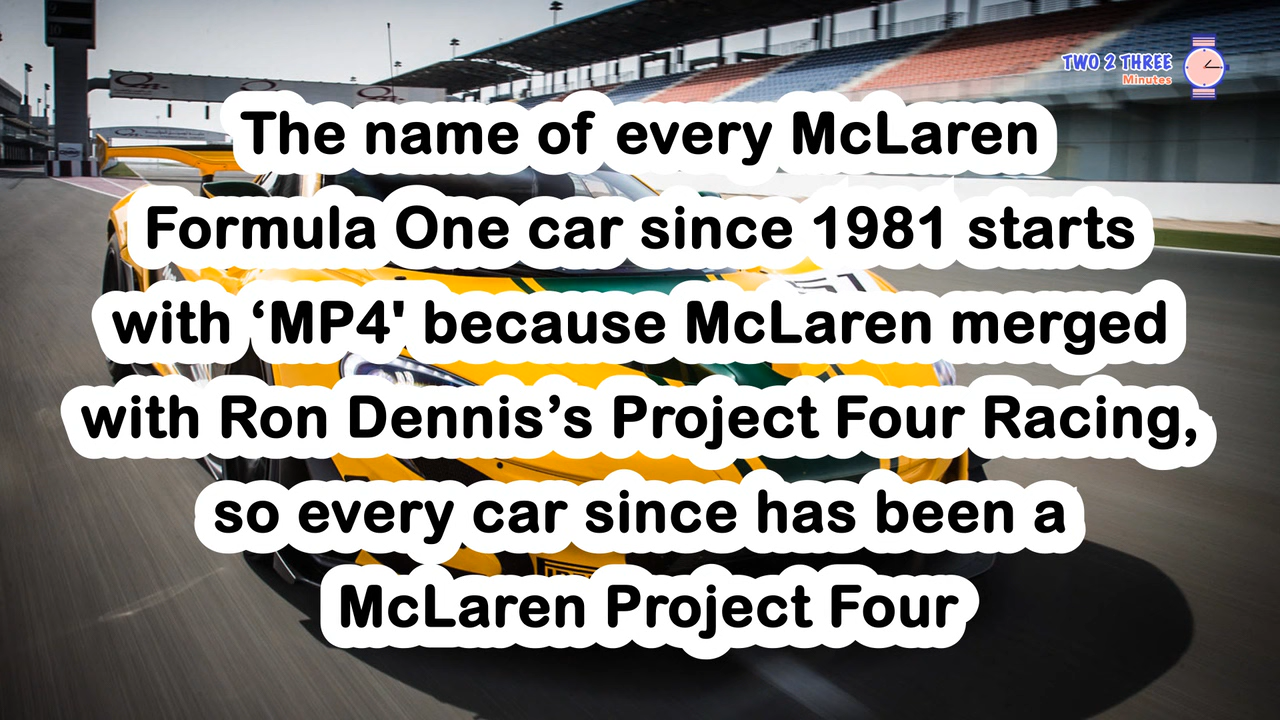 TWO 2 THREE
Minutes
The name of every McLaren
Formula One car since 1981 starts
with ‘MP4' because McLaren merged
with Ron Dennis’s Project Four Racing,
so every car since has been a
McLaren Project Four